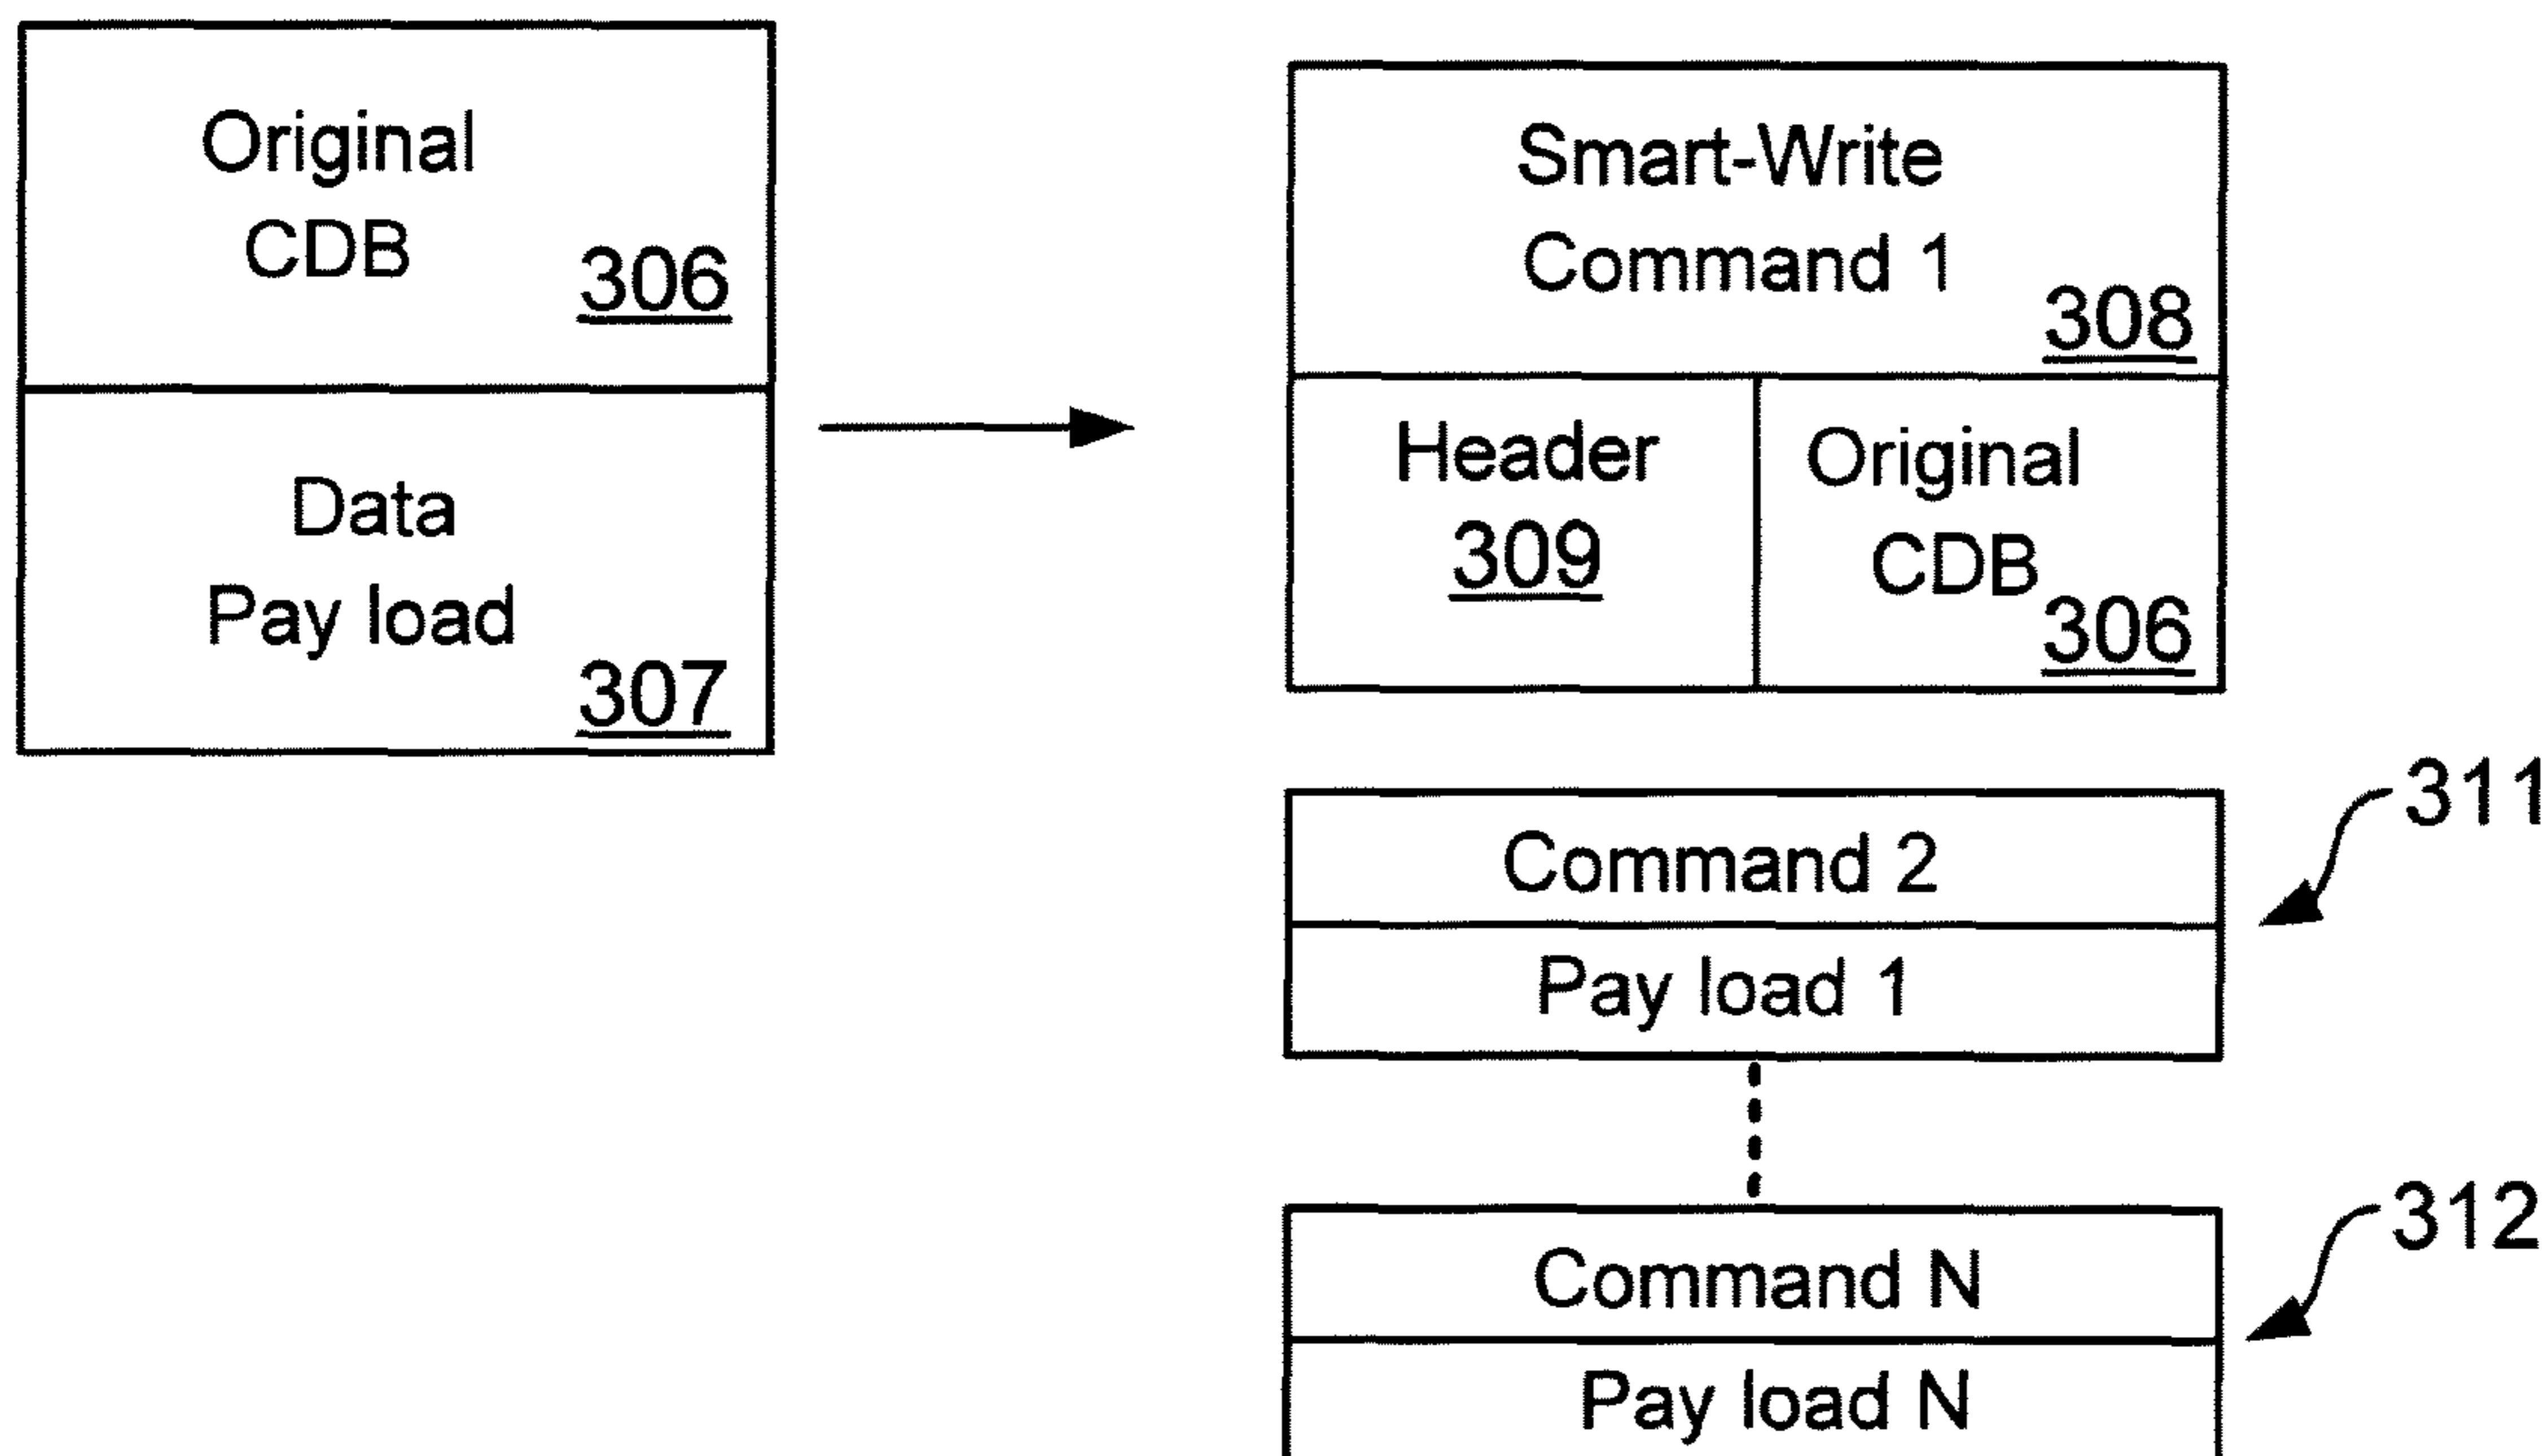 Original
CDB
306
Data
Pay load
307
Smart-Write
Command 1
308
Header
309
Original
CDB
306
311
Command 2
Pay load 1
312
Command N
Pay load N